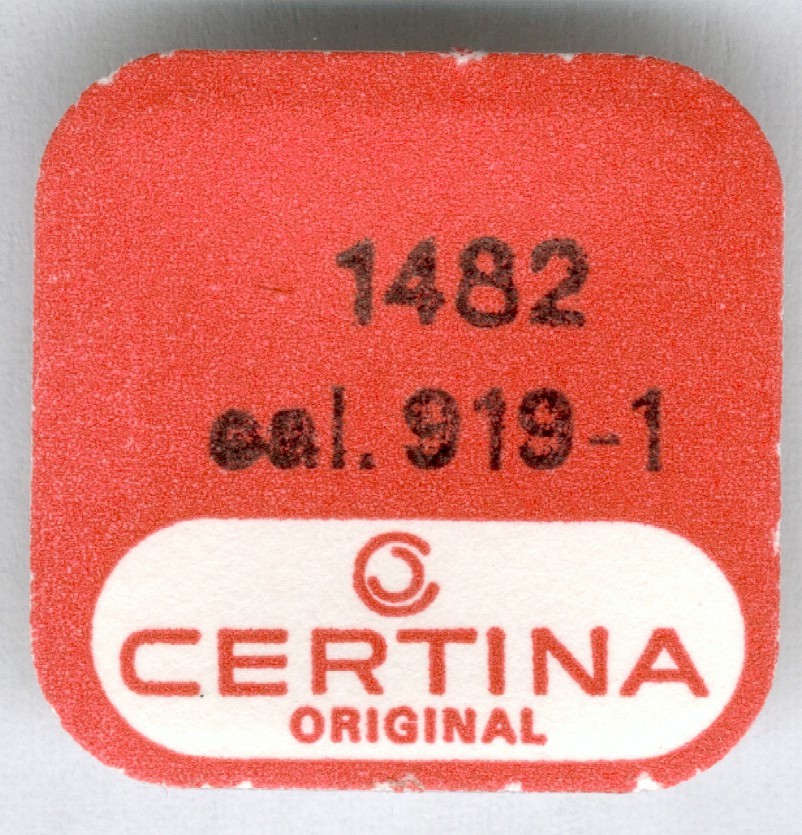 1482
cal. 919-1
CERTINA
ORIGINAL